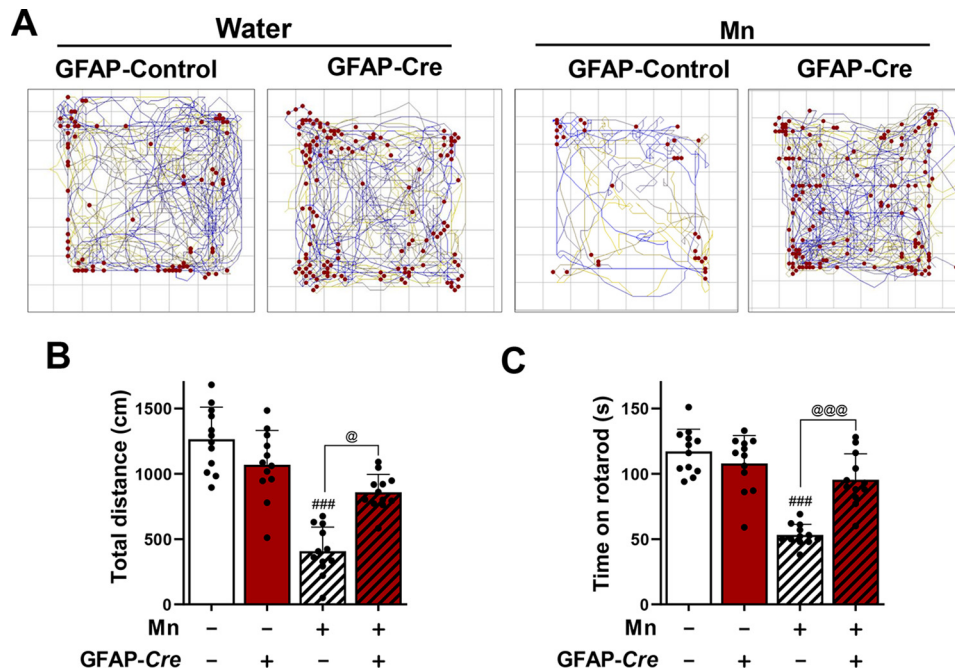 A
Water
Mn
GFAP-Control
GFAP-Cre
GFAP-Control
GFAP-Cre
B
Total distance (cm)
1500
1000
500
0
###
@
Mn − − + +
GFAP-Cre − + − +
C
Time on rotarod (s)
150
100
50
0
###
@@@
Mn − − + +
GFAP-Cre − + − +